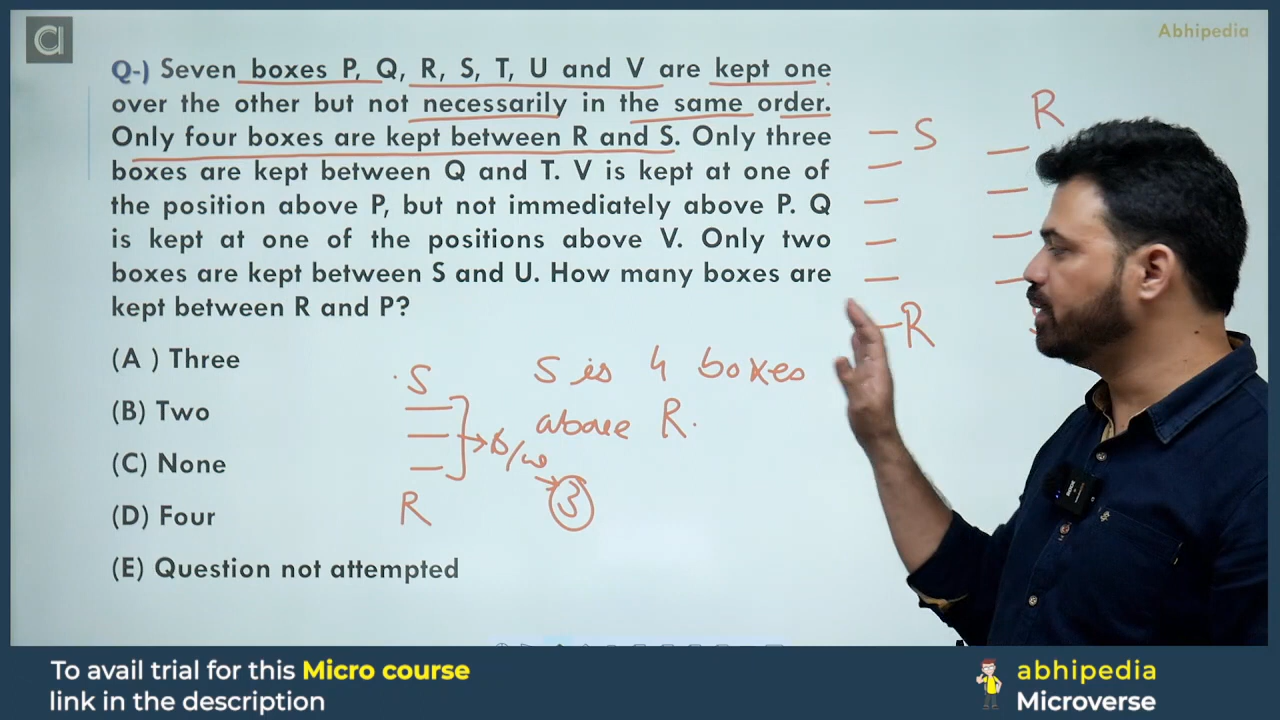 Abhipedia
Q-) Seven boxes P, Q, R, S, T, U and V are kept one
over the other but not necessarily in the same order.
Only four boxes are kept between R and S. Only three
boxes are kept between Q and T. V is kept at one of
the position above P, but not immediately above P. Q
is kept at one of the positions above V. Only two
boxes are kept between S and U. How many boxes are
kept between R and P?
(A ) Three
(B) Two
(C) None
(D) Four
(E) Question not attempted
S
R
b/w
3
S is 4 boxes
above R.
S
R
R
To avail trial for this Micro course
link in the description
abhipedia
Microverse